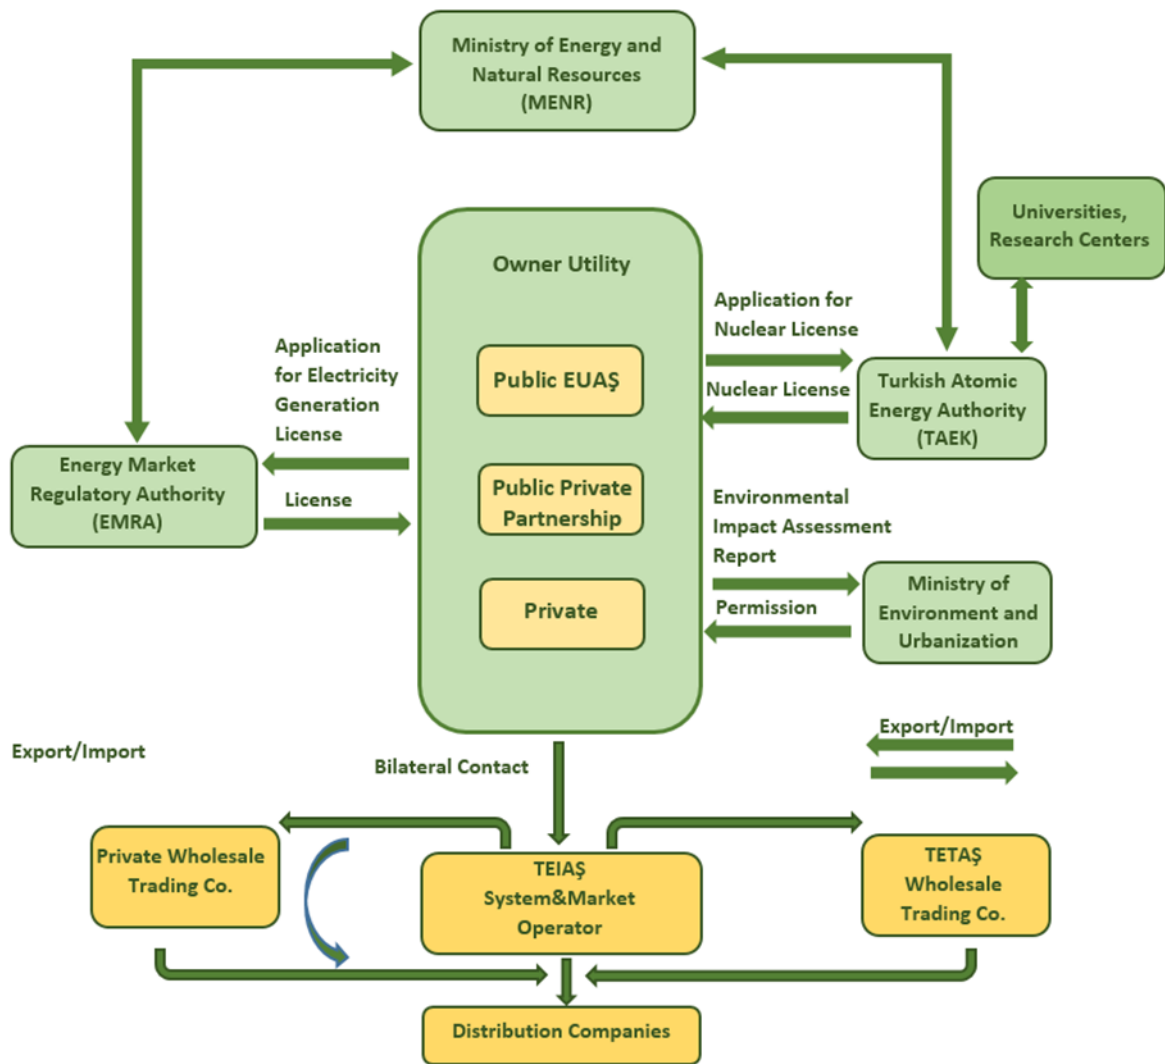 Ministry of Energy and
Natural Resources
(MENR)
Universities,
Research Centers
Owner Utility
Application for
Nuclear License
Application
for Electricity
Generation
License
Public EUAŞ
Nuclear License
Turkish Atomic
Energy Authority
(TAEK)
Energy Market
Regulatory Authority
(EMRA)
License
Public Private
Partnership
Environmental
Impact Assessment
Report
Private
Permission
Ministry of
Environment and
Urbanization
Export/Import
Export/Import
Bilateral Contact
Private Wholesale
Trading Co.
TEIAŞ
System&Market
Operator
TETAŞ
Wholesale
Trading Co.
Distribution Companies